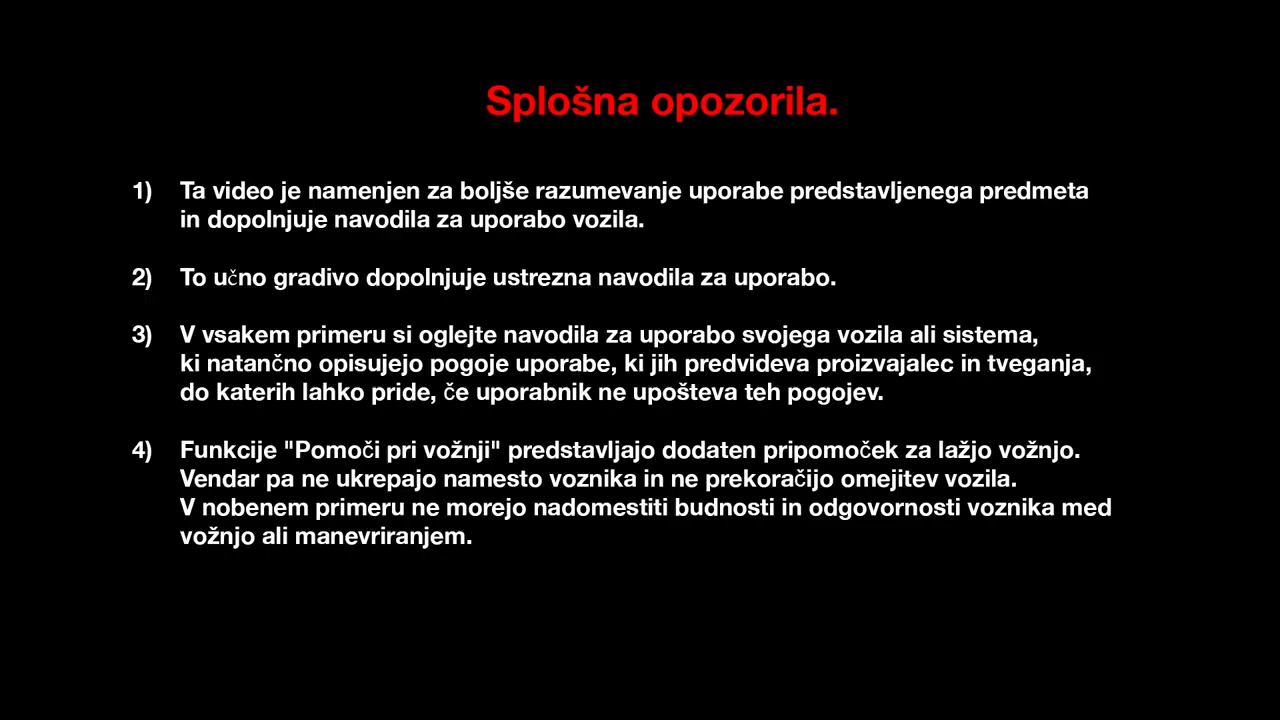 Splošna opozorila.
1) Ta video je namenjen za boljše razumevanje uporabe predstavljenega predmeta
in dopolnjuje navodila za uporabo vozila.
2) To učno gradivo dopolnjuje ustrezna navodila za uporabo.
3) V vsakem primeru si oglejte navodila za uporabo svojega vozila ali sistema,
ki natančno opisujejo pogoje uporabe, ki jih predvideva proizvajalec in tveganja,
do katerih lahko pride, če uporabnik ne upošteva teh pogojev.
4) Funkcije "Pomoči pri vožnji" predstavljajo dodaten pripomoček za lažjo vožnjo.
Vendar pa ne ukrepajo namesto voznika in ne prekoračijo omejitev vozila.
V nobenem primeru ne morejo nadomestiti budnosti in odgovornosti voznika med
vožnjo ali manevriranjem.